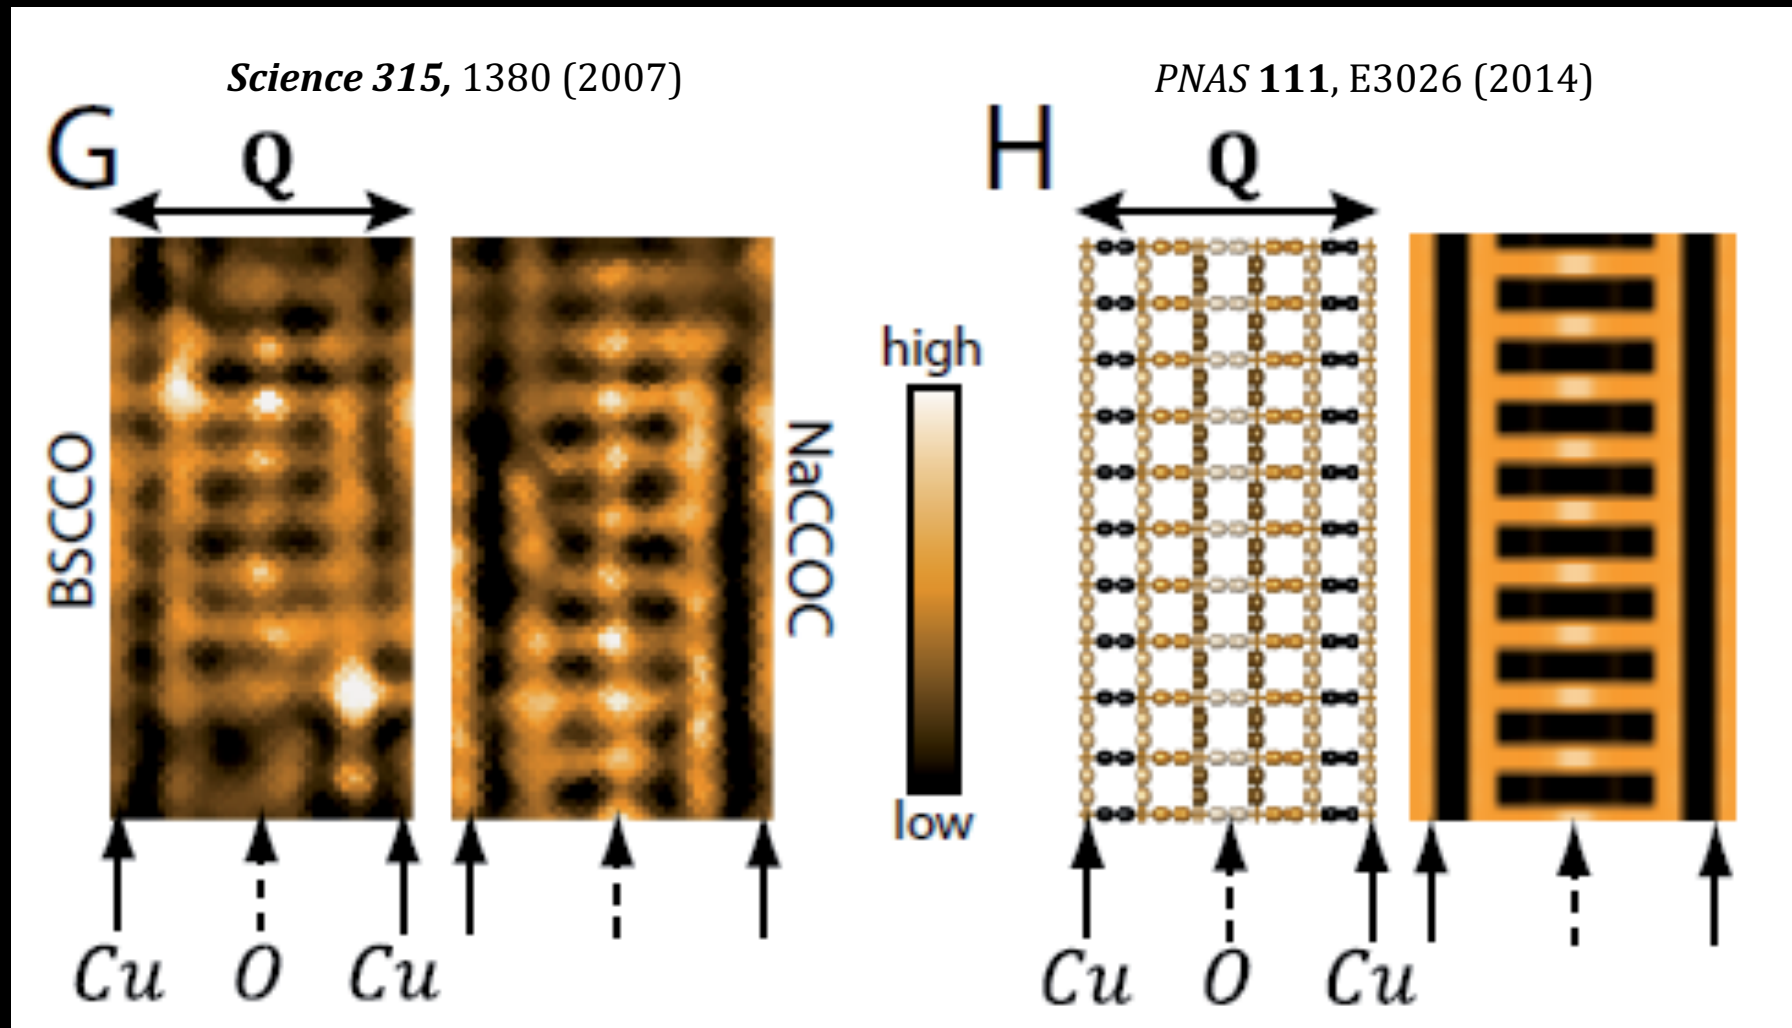 Science 315, 1380 (2007)
PNAS 111, E3026 (2014)
G
Q
H
Q
BSCCO
NaCCOC
high
low
Cu O Cu
Cu O Cu